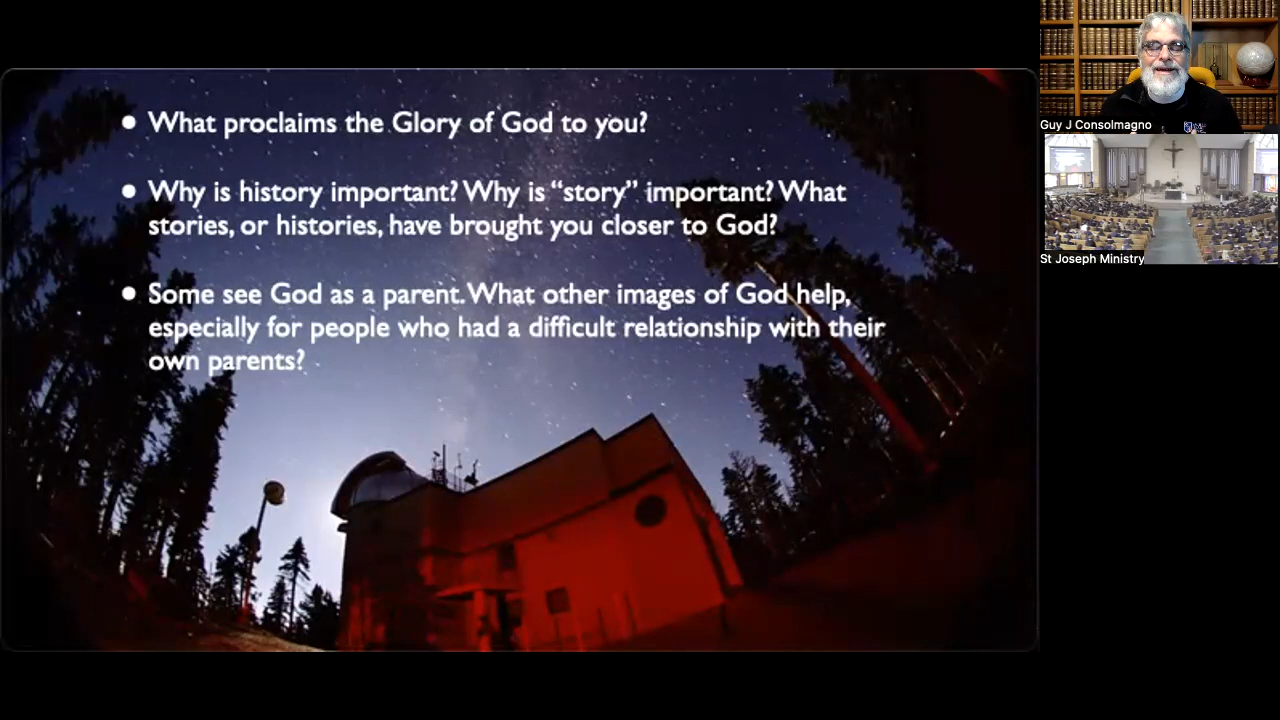 • What proclaims the Glory of God to you?
• Why is history important? Why is “story” important? What
stories, or histories, have brought you closer to God?
• Some see God as a parent. What other images of God help,
especially for people who had a difficult relationship with their
own parents?
Guy J Consolmagno
St Joseph Ministry